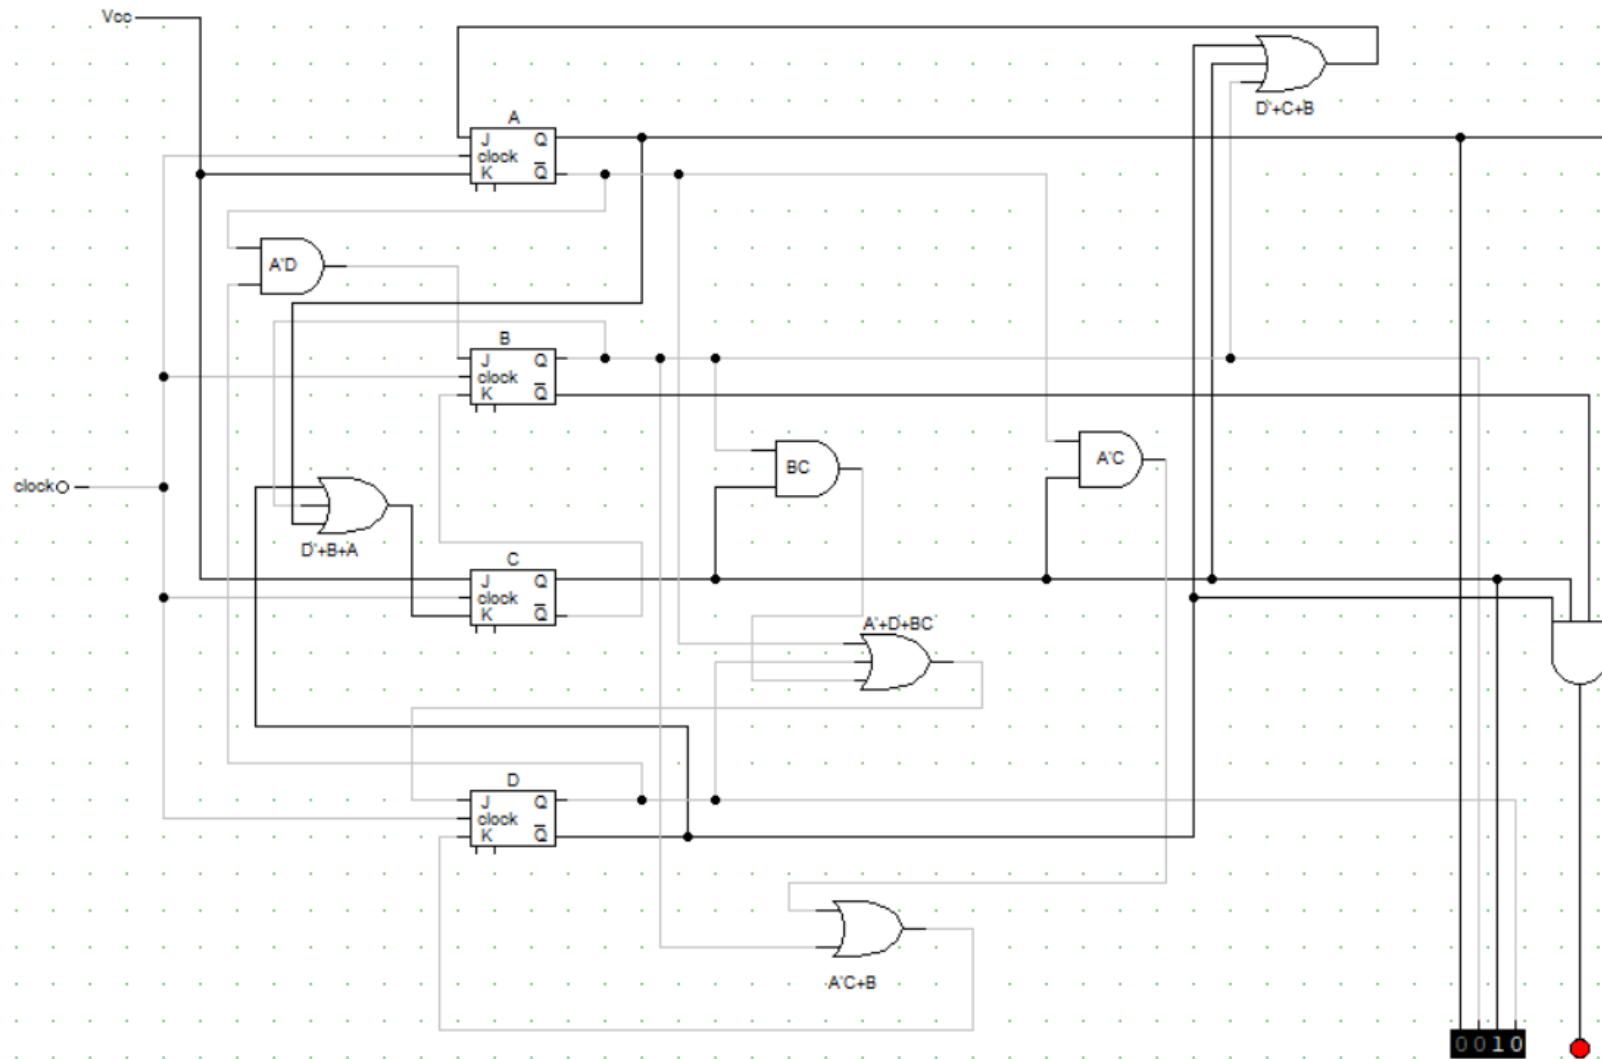 Vcc
D'+C+B
A
J Q
clock
K Q̅
A'D
B
J Q
clock
K Q̅
BC
A'C
clock
D'+B+A
C
J Q
clock
K Q̅
A'+D+BC
D
J Q
clock
K Q̅
A'C+B
0010